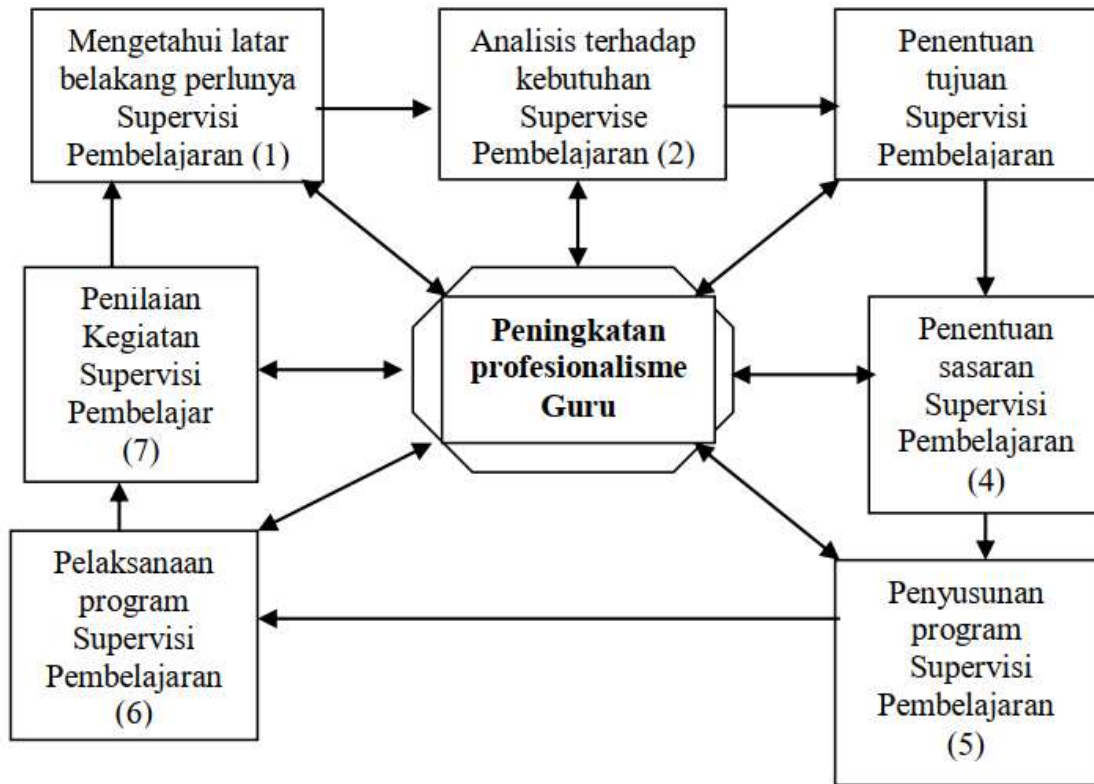 Mengetahui latar
belakang perlunya
Supervisi
Pembelajaran (1)
Analisis terhadap
kebutuhan
Supervise
Pembelajaran (2)
Penentuan
tujuan
Supervisi
Pembelajaran
Penilaian
Kegiatan
Supervisi
Pembelajar
(7)
Peningkatan
profesionalisme
Guru
Penentuan
sasaran
Supervisi
Pembelajaran
(4)
Pelaksanaan
program
Supervisi
Pembelajaran
(6)
Penyusunan
program
Supervisi
Pembelajaran
(5)